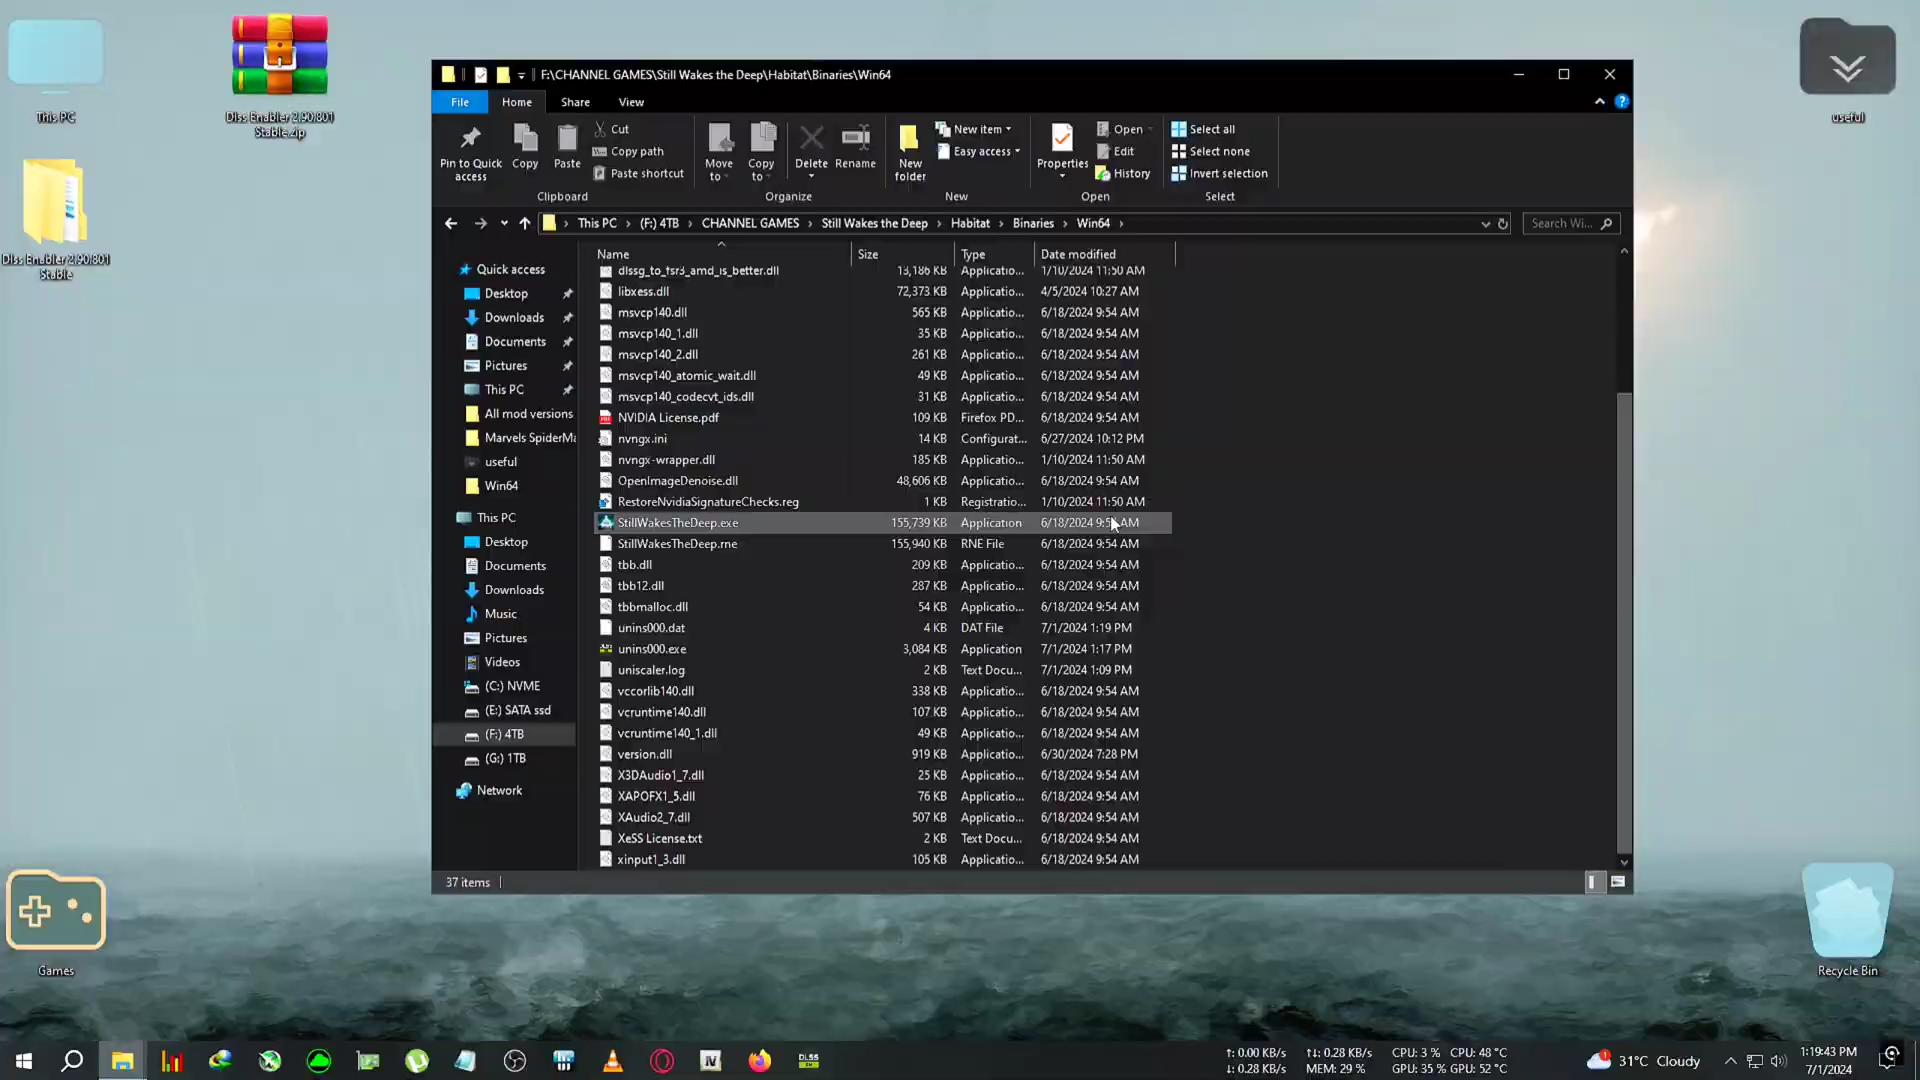 This PC
Dlss Enabler 2.90.801
Stable.zip
useful
Dlss Enabler 2.90.801
Stable
Games
Recycle Bin
F:\CHANNEL GAMES\Still Wakes the Deep\Habitat\Binaries\Win64
File Home Share View
Pin to Quick
access
Copy
Paste
Cut
Copy path
Paste shortcut
Clipboard
Move
to
Copy
to
Delete
Rename
Organize
New
folder
New item
Easy access
New
Properties
Open
Edit
History
Open
Select all
Select none
Invert selection
Select
This PC › (F:) 4TB › CHANNEL GAMES › Still Wakes the Deep › Habitat › Binaries › Win64 ›
Search Wi...
Quick access
Desktop
Downloads
Documents
Pictures
This PC
All mod versions
Marvels SpiderMa
useful
Win64
This PC
Desktop
Documents
Downloads
Music
Pictures
Videos
(C:) NVME
(E:) SATA ssd
(F:) 4TB
(G:) 1TB
Network
Name Size Type Date modified
dlssg_to_fsr3_amd_is_better.dll 13,186 KB Applicatio... 1/10/2024 11:50 AM
libxess.dll 72,373 KB Applicatio... 4/5/2024 10:27 AM
msvcp140.dll 565 KB Applicatio... 6/18/2024 9:54 AM
msvcp140_1.dll 35 KB Applicatio... 6/18/2024 9:54 AM
msvcp140_2.dll 261 KB Applicatio... 6/18/2024 9:54 AM
msvcp140_atomic_wait.dll 49 KB Applicatio... 6/18/2024 9:54 AM
msvcp140_codecvt_ids.dll 31 KB Applicatio... 6/18/2024 9:54 AM
NVIDIA License.pdf 109 KB Firefox PD... 6/18/2024 9:54 AM
nvngx.ini 14 KB Configurat... 6/27/2024 10:12 PM
nvngx-wrapper.dll 185 KB Applicatio... 1/10/2024 11:50 AM
OpenImageDenoise.dll 48,606 KB Applicatio... 6/18/2024 9:54 AM
RestoreNvidiaSignatureChecks.reg 1 KB Registratio... 1/10/2024 11:50 AM
StillWakesTheDeep.exe 155,739 KB Application 6/18/2024 9:54 AM
StillWakesTheDeep.rne 155,940 KB RNE File 6/18/2024 9:54 AM
tbb.dll 209 KB Applicatio... 6/18/2024 9:54 AM
tbb12.dll 287 KB Applicatio... 6/18/2024 9:54 AM
tbbmalloc.dll 54 KB Applicatio... 6/18/2024 9:54 AM
unins000.dat 4 KB DAT File 7/1/2024 1:19 PM
unins000.exe 3,084 KB Application 7/1/2024 1:17 PM
uniscaler.log 2 KB Text Docu... 7/1/2024 1:09 PM
vccorlib140.dll 338 KB Applicatio... 6/18/2024 9:54 AM
vcruntime140.dll 107 KB Applicatio... 6/18/2024 9:54 AM
vcruntime140_1.dll 49 KB Applicatio... 6/18/2024 9:54 AM
version.dll 919 KB Applicatio... 6/30/2024 7:28 PM
X3DAudio1_7.dll 25 KB Applicatio... 6/18/2024 9:54 AM
XAPOFX1_5.dll 76 KB Applicatio... 6/18/2024 9:54 AM
XAudio2_7.dll 507 KB Applicatio... 6/18/2024 9:54 AM
XeSS License.txt 2 KB Text Docu... 6/18/2024 9:54 AM
xinput1_3.dll 105 KB Applicatio... 6/18/2024 9:54 AM
37 items
IV
DLSS
↑: 0.00 KB/s ↑↓: 0.28 KB/s CPU: 3 % CPU: 48 °C
↓: 0.28 KB/s MEM: 29 % GPU: 35 % GPU: 52 °C
1
31°C Cloudy
1:19:43 PM
7/1/2024